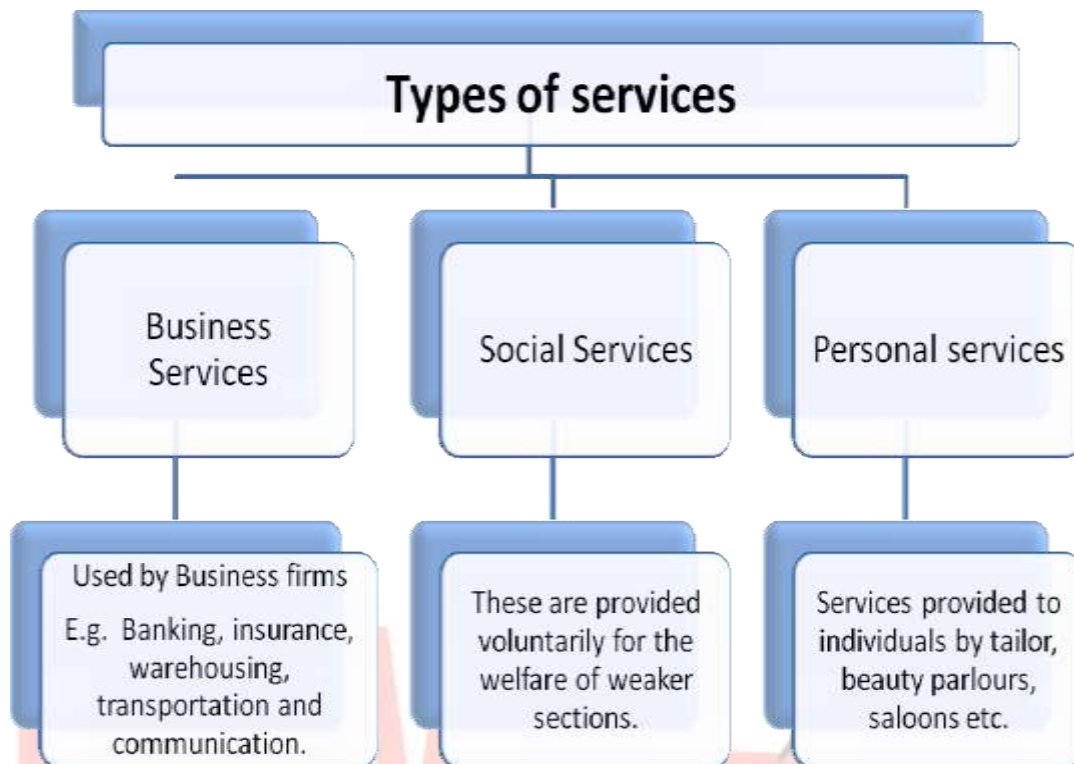 Types of services
Business
Services
Social Services
Personal services
Used by Business firms
E.g. Banking, insurance,
warehousing,
transportation and
communication.
These are provided
voluntarily for the
welfare of weaker
sections.
Services provided to
individuals by tailor,
beauty parlours,
saloons etc.